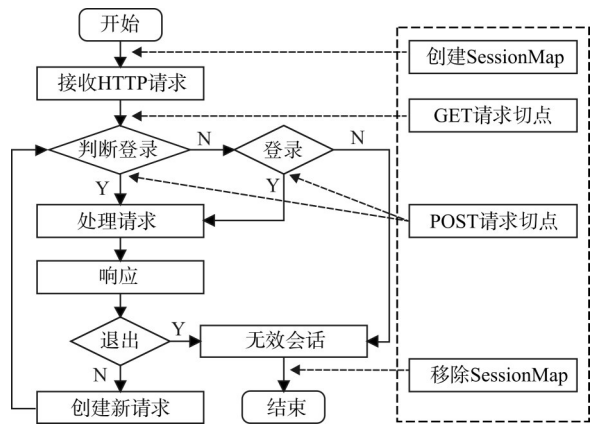 开始
创建SessionMap
接收HTTP请求
GET请求切点
判断登录
N
登录
N
Y
Y
处理请求
POST请求切点
响应
退出
Y
无效会话
N
移除SessionMap
创建新请求
结束